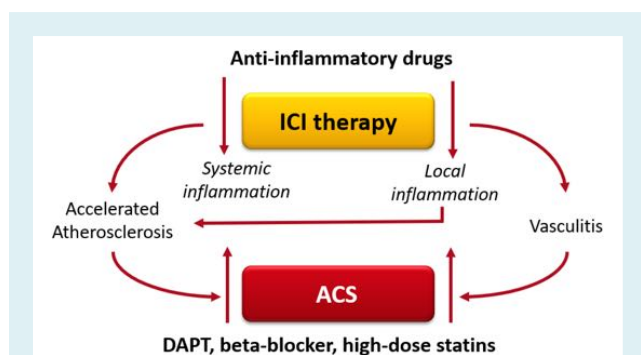 Anti-inflammatory drugs
ICI therapy
Systemic
inflammation
Local
inflammation
Accelerated
Atherosclerosis
Vasculitis
ACS
DAPT, beta-blocker, high-dose statins